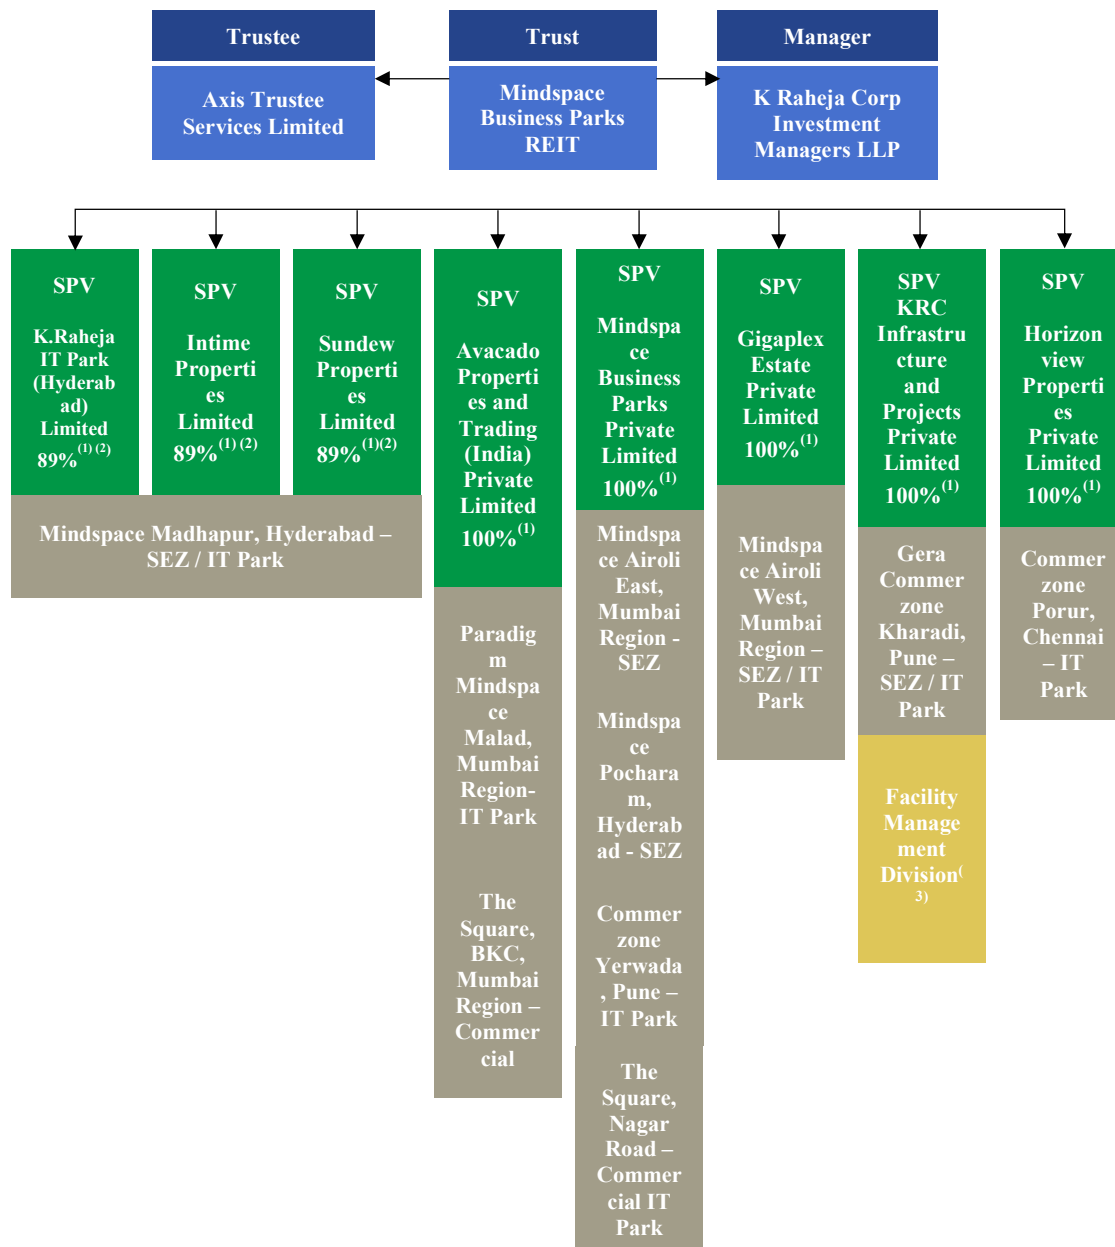 Trustee
Axis Trustee
Services Limited
Trust
Mindspace
Business Parks
REIT
Manager
K Raheja Corp
Investment
Managers LLP
SPV
K.Raheja
IT Park
(Hyderab
ad)
Limited
89%(1) (2)
SPV
Intime
Properti
es
Limited
89%(1) (2)
SPV
Sundew
Properti
es
Limited
89%(1)(2)
Mindspace Madhapur, Hyderabad –
SEZ / IT Park
SPV
Avacado
Properti
es and
Trading
(India)
Private
Limited
100%(1)
Paradig
m
Mindspa
ce
Malad,
Mumbai
Region-
IT Park
The
Square,
BKC,
Mumbai
Region –
Commer
cial
SPV
Mindspa
ce
Business
Parks
Private
Limited
100%(1)
Mindspa
ce Airoli
East,
Mumbai
Region -
SEZ
Mindspa
ce
Pochara
m,
Hyderab
ad - SEZ
Commer
zone
Yerwada
, Pune –
IT Park
The
Square,
Nagar
Road –
Commer
cial IT
Park
SPV
Gigaplex
Estate
Private
Limited
100%(1)
Mindspa
ce Airoli
West,
Mumbai
Region –
SEZ / IT
Park
SPV
KRC
Infrastru
cture
and
Projects
Private
Limited
100%(1)
Gera
Commer
zone
Kharadi,
Pune –
SEZ / IT
Park
Facility
Manage
ment
Division(
3)
SPV
Horizon
view
Properti
es
Private
Limited
100%(1)
Commer
zone
Porur,
Chennai
– IT
Park